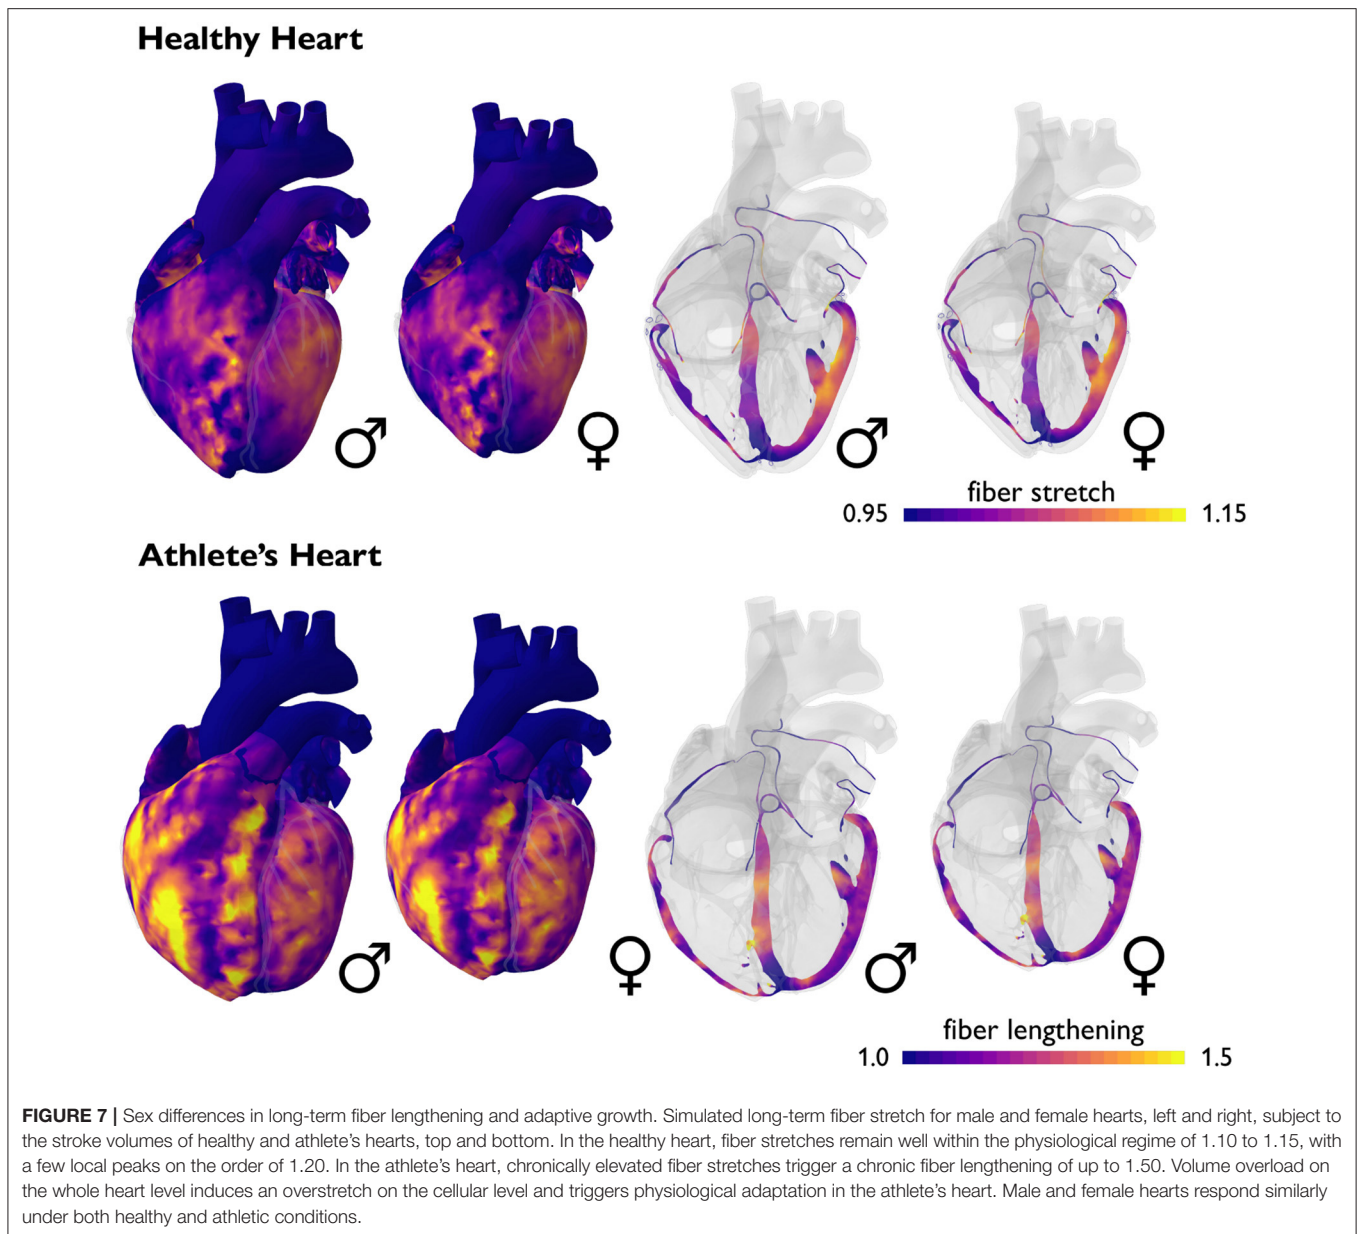 Healthy Heart
♂ ♀ ♂ ♀
fiber stretch
0.95 1.15
Athlete’s Heart
♂ ♀ ♂ ♀
fiber lengthening
1.0 1.5
FIGURE 7 | Sex differences in long-term fiber lengthening and adaptive growth. Simulated long-term fiber stretch for male and female hearts, left and right, subject to
the stroke volumes of healthy and athlete’s hearts, top and bottom. In the healthy heart, fiber stretches remain well within the physiological regime of 1.10 to 1.15, with
a few local peaks on the order of 1.20. In the athlete’s heart, chronically elevated fiber stretches trigger a chronic fiber lengthening of up to 1.50. Volume overload on
the whole heart level induces an overstretch on the cellular level and triggers physiological adaptation in the athlete’s heart. Male and female hearts respond similarly
under both healthy and athletic conditions.